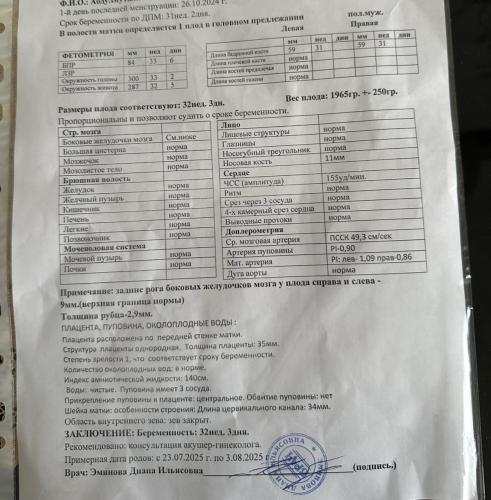 Ф.И.О.:
1-й день последней менструации: 26.10.2024 г.
Срок беременности по ДПМ: 31нед. 2дня.
пол.муж.
В полости матки определяется 1 плод в головном предлежании
Левая Правая
ФЕТОМЕТРИЯ мм нед дни
БПР 84 33 6
ЛЗР
Окружность головы 300 33 2
Окружность живота 287 32 5
мм нед дни мм нед дни
Длина бедренной кости 59 31 59 31
Длина плечевой кости норма
Длина костей предплечья норма
Длина костей голени норма
Размеры плода соответствуют: 32нед. 3дн. Вес плода: 1965гр. +- 250гр.
Пропорциональны и позволяют судить о сроке беременности.
Стр. мозга
Боковые желудочки мозга См.ниже
Большая цистерна норма
Мозжечок норма
Мозолистое тело норма
Брюшная полость
Желудок норма
Желчный пузырь норма
Кишечник норма
Печень норма
Легкие норма
Позвоночник норма
Мочеполовая система
Мочевой пузырь норма
Почки норма
Лицо
Лицевые структуры норма
Глазницы норма
Носогубный треугольник норма
Носовая кость 11мм
Сердце
ЧСС (амплитуда) 155уд/мин.
Ритм норма
Срез через 3 сосуда норма
4-х камерный срез сердца норма
Выводные протоки норма
Доплерометрия
Ср. мозговая артерия ПССК 49,3 см/сек
Артерия пуповины PI-0,90
Мат. артерия PI: лев- 1,09 прав-0,86
Дуга аорты норма
Примечание: задние рога боковых желудочков мозга у плода справа и слева -
9мм.(верхняя граница нормы)
Толщина рубца-2,9мм.
ПЛАЦЕНТА, ПУПОВИНА, ОКОЛОПЛОДНЫЕ ВОДЫ :
Плацента расположена по передней стенке матки.
Структура плаценты однородная. Толщина плаценты: 35мм.
Степень зрелости 1, что соответствует сроку беременности.
Количество околоплодных вод: в норме.
Индекс амниотической жидкости: 140см.
Воды: чистые. Пуповина имеет 3 сосуда.
Прикрепление пуповины к плаценте: центральное. Обвитие пуповины: нет
Шейка матки: особенности строения: Длина цервикального канала: 34мм.
Область внутреннего зева: зев закрыт.
ЗАКЛЮЧЕНИЕ: Беременность: 32нед. 3дн.
Рекомендовано: консультация акушер-гинеколога.
Примерная дата родов: с 23.07.2025 г. по 3.08.2025 г.
Врач: Эминова Диана Ильясовна (подпись.)